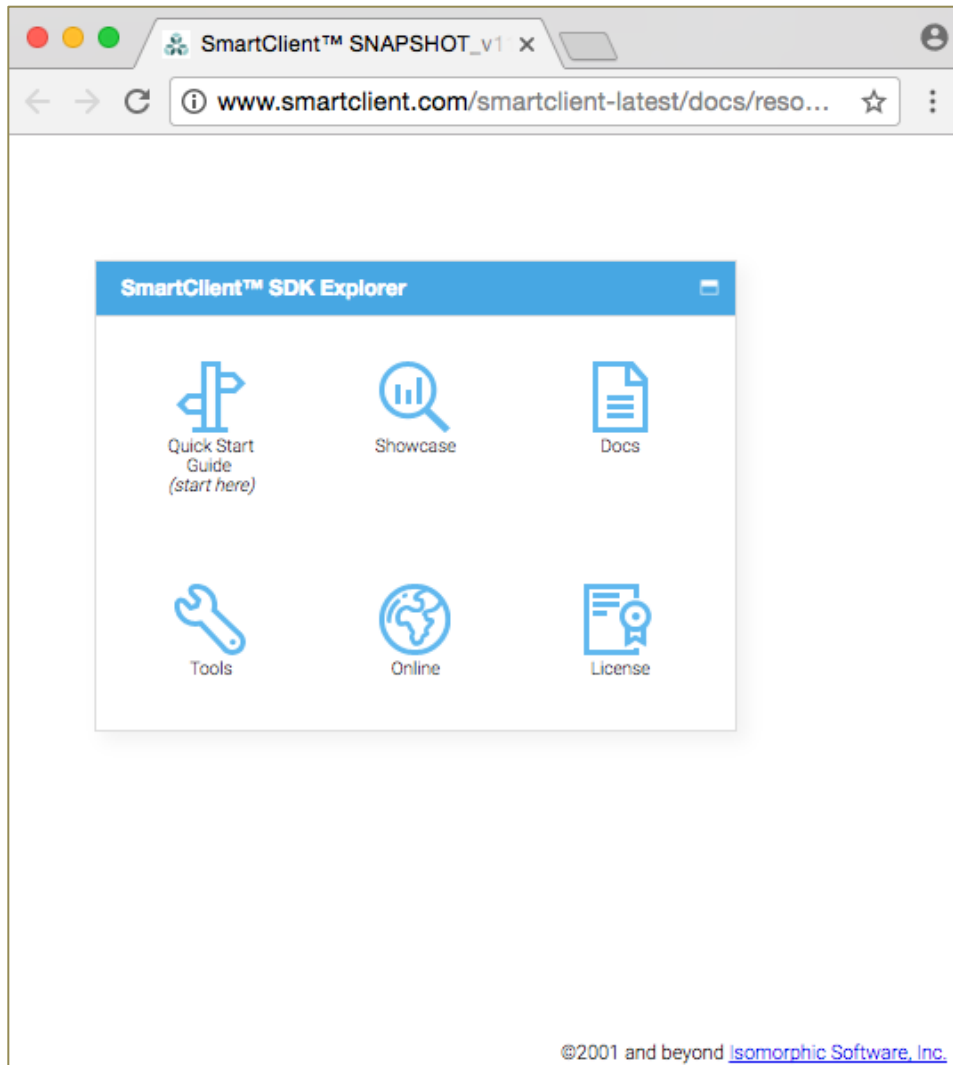 SmartClient™ SNAPSHOT_v1
www.smartclient.com/smartclient-latest/docs/reso...
SmartClient™ SDK Explorer
Quick Start
Guide
(start here)
Showcase
Docs
Tools
Online
License
©2001 and beyond Isomorphic Software, Inc.